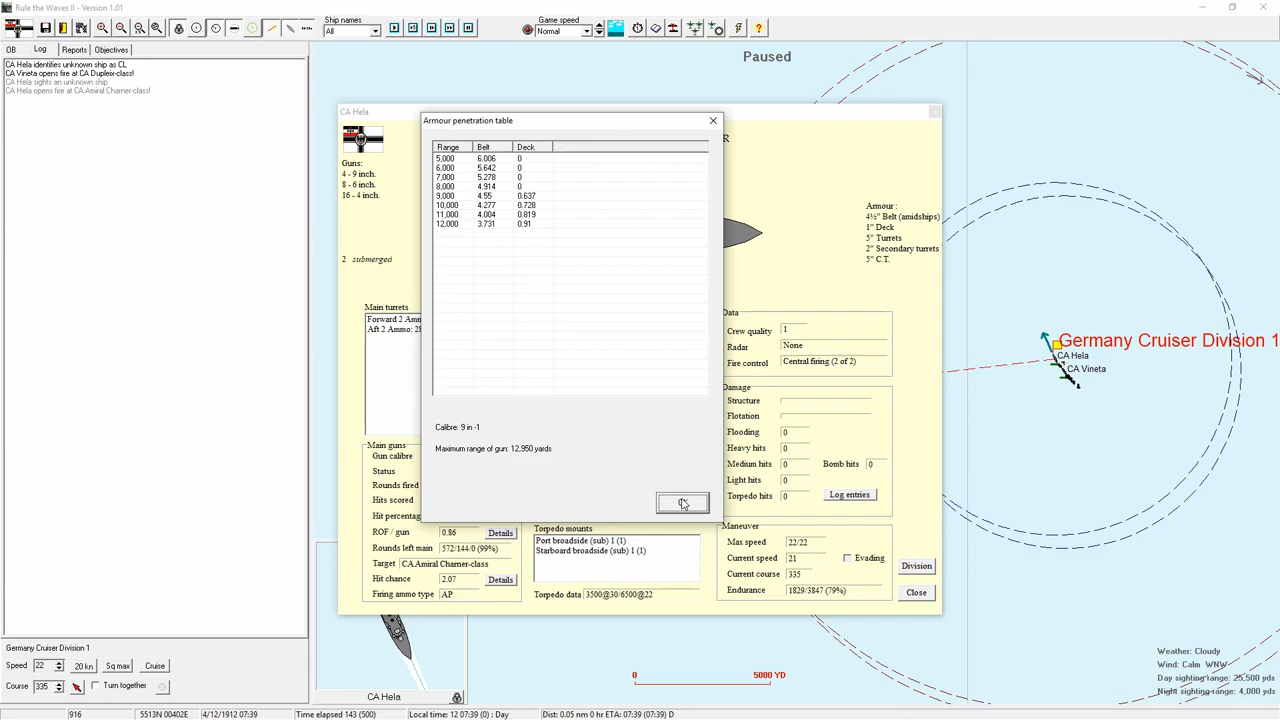 Rule the Waves II - Version 1.01
Ship names
All
Game speed
Normal
OB Log Reports Objectives
CA Hela identifies unknown ship as CL
CA Vineta opens fire at CA Dupleix-class!
CA Hela sights an unknown ship
CA Hela opens fire at CA Amiral Charner-class!
Paused
CA Hela
Guns:
4 - 9 inch.
8 - 6 inch.
16 - 4 inch.
2 submerged
Armour penetration table
Range Belt Deck
5,000 6.006 0
6,000 5.642 0
7,000 5.278 0
8,000 4.914 0
9,000 4.55 0.637
10,000 4.277 0.728
11,000 4.004 0.819
12,000 3.731 0.91
Calibre: 9 in -1
Maximum range of gun: 12,950 yards
R
Armour :
4½" Belt (amidships)
1" Deck
5" Turrets
2" Secondary turrets
5" C.T.
Main turrets
Forward 2 Amm
Aft 2 Ammo: 28
Main guns
Gun calibre
Status
Rounds fired
Hits scored
Hit percentag
ROF / gun 0.86 Details
Rounds left main 572/144/0 (99%)
Target CA Amiral Charner-class
Hit chance 2.07 Details
Firing ammo type AP
Torpedo mounts
Port broadside (sub) 1 (1)
Starboard broadside (sub) 1 (1)
Torpedo data 3500@30/6500@22
Data
Crew quality 1
Radar None
Fire control Central firing (2 of 2)
Damage
Structure
Flotation
Flooding 0
Heavy hits 0
Medium hits 0 Bomb hits 0
Light hits 0 Log entries
Torpedo hits 0
Maneuver
Max speed 22/22
Current speed 21 Evading
Current course 335
Endurance 1829/3847 (79%)
Division
Close
Germany Cruiser Division 1
CA Hela
CA Vineta
Germany Cruiser Division 1
Speed 22 20 kn Sq max Cruise
Course 335 Turn together
CA Hela
0 5000 YD
Weather: Cloudy
Wind: Calm WNW
Day sighting range: 25,500 yds
Night sighting range: 4,000 yds
916 5513N 00402E 4/12/1912 07:39 Time elapsed 143 (500) Local time: 12 07:39 (0) : Day Dist: 0.05 nm 0 hr ETA: 07:39 (07:39) D